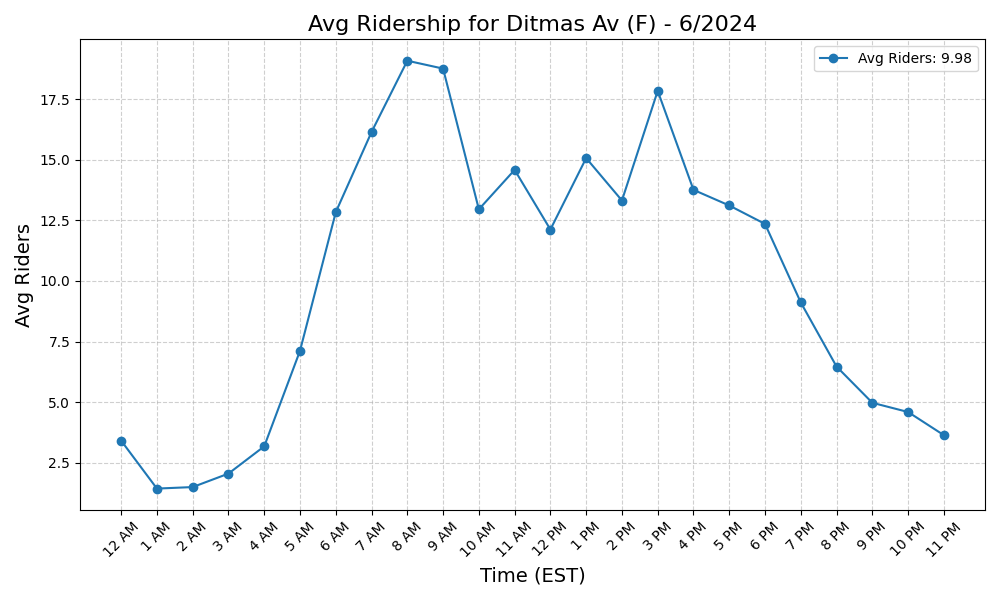 Avg Ridership for Ditmas Av (F) - 6/2024
Avg Riders: 9.98
Avg Riders
17.5
15.0
12.5
10.0
7.5
5.0
2.5
12 AM
1 AM
2 AM
3 AM
4 AM
5 AM
6 AM
7 AM
8 AM
9 AM
10 AM
11 AM
12 PM
1 PM
2 PM
3 PM
4 PM
5 PM
6 PM
7 PM
8 PM
9 PM
10 PM
11 PM
Time (EST)